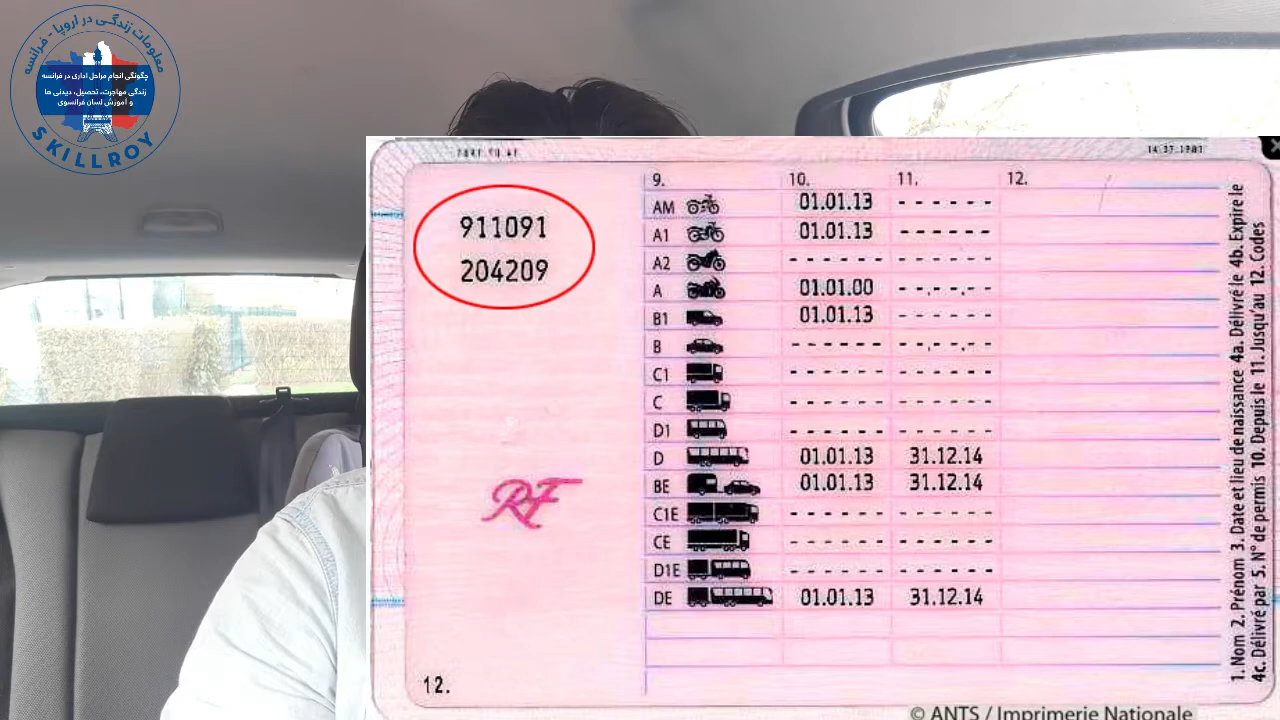 معلومات زندگی در اروپا - فرانسه
چگونگی انجام مراحل اداری در فرانسه
زندگی مهاجرت، تحصیل، دیدنی ها
و آموزش لسان فرانسوی
SKILLROY
911091
204209
9. 10. 11. 12.
AM 01.01.13 - - - - - -
A1 01.01.13 - - - - - -
A2 - - - - - - - - - - - -
A 01.01.00 - - . - . - -
B1 01.01.13 - - - - - -
B - - - - - - - - . - . - -
C1 - - - - - - - - - - - -
C - - - - - - - - - - - -
D1 - - - - - - - - - - - -
D 01.01.13 31.12.14
BE 01.01.13 31.12.14
C1E - - - - - - - - - - - -
CE - - - - - - - - - - - -
D1E - - - - - - - - - - - -
DE 01.01.13 31.12.14
RF
12.
1. Nom 2. Prénom 3. Date et lieu de naissance 4a. Délivré le 4b. Expire le
4c. Délivré par 5. N° de permis 10. Depuis le 11. Jusqu'au 12. Codes
© ANTS / Imprimerie Nationale